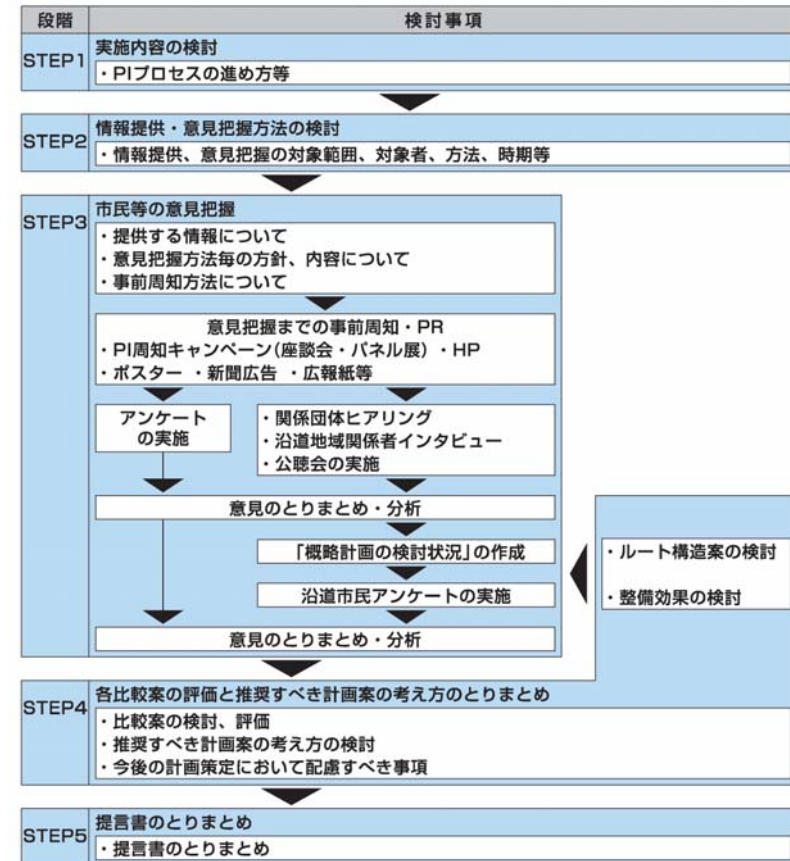 段階
検討事項
STEP1
実施内容の検討
・PIプロセスの進め方等
STEP2
情報提供・意見把握方法の検討
・情報提供、意見把握の対象範囲、対象者、方法、時期等
STEP3
市民等の意見把握
・提供する情報について
・意見把握方法毎の方針、内容について
・事前周知方法について
意見把握までの事前周知・PR
・PI周知キャンペーン(座談会・パネル展) ・HP
・ポスター ・新聞広告 ・広報紙等
アンケート
の実施
・関係団体ヒアリング
・沿道地域関係者インタビュー
・公聴会の実施
意見のとりまとめ・分析
「概略計画の検討状況」の作成
沿道市民アンケートの実施
意見のとりまとめ・分析
・ルート構造案の検討
・整備効果の検討
STEP4
各比較案の評価と推奨すべき計画案の考え方のとりまとめ
・比較案の検討、評価
・推奨すべき計画案の考え方の検討
・今後の計画策定において配慮すべき事項
STEP5
提言書のとりまとめ
・提言書のとりまとめ